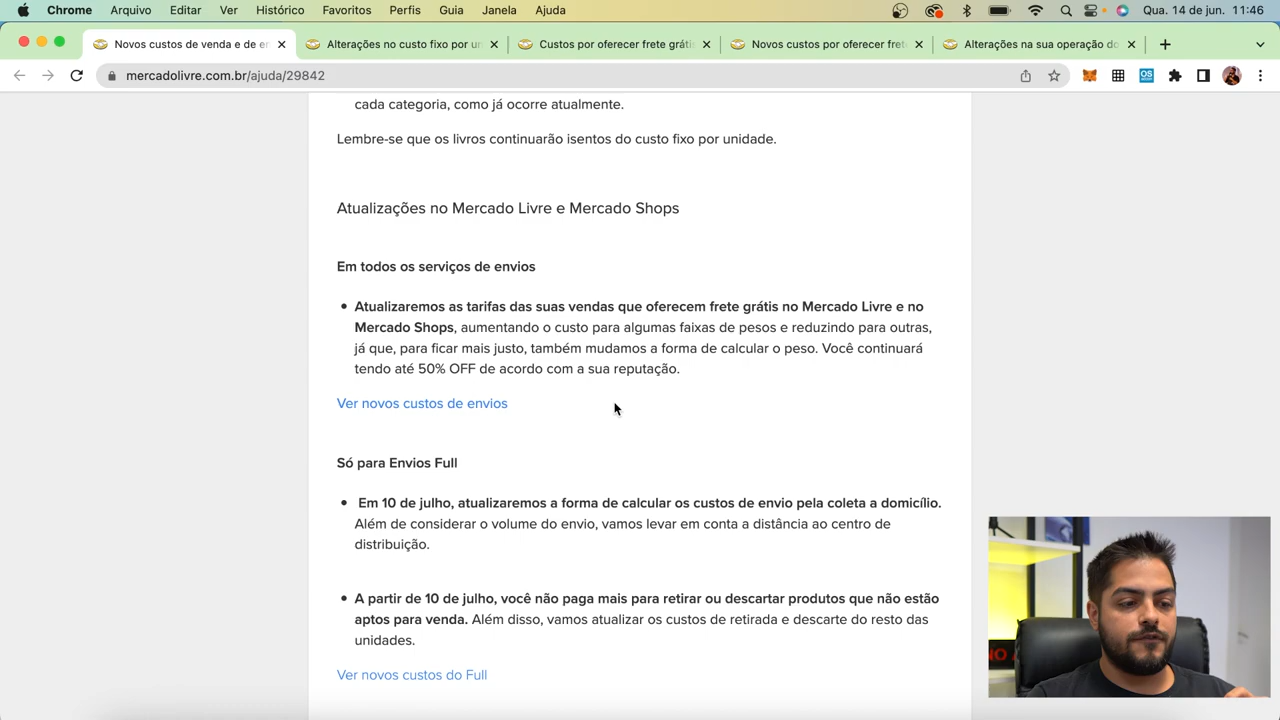 Chrome Arquivo Editar Ver Histórico Favoritos Perfis Guia Janela Ajuda Qua. 14 de jun. 11:46
Novos custos de venda e de er Alterações no custo fixo por un Custos por oferecer frete gráti Novos custos por oferecer fret Alterações na sua operação do
mercadolivre.com.br/ajuda/29842
cada categoria, como já ocorre atualmente.
Lembre-se que os livros continuarão isentos do custo fixo por unidade.
Atualizações no Mercado Livre e Mercado Shops
Em todos os serviços de envios
• Atualizaremos as tarifas das suas vendas que oferecem frete grátis no Mercado Livre e no
Mercado Shops, aumentando o custo para algumas faixas de pesos e reduzindo para outras,
já que, para ficar mais justo, também mudamos a forma de calcular o peso. Você continuará
tendo até 50% OFF de acordo com a sua reputação.
Ver novos custos de envios
Só para Envios Full
• Em 10 de julho, atualizaremos a forma de calcular os custos de envio pela coleta a domicílio.
Além de considerar o volume do envio, vamos levar em conta a distância ao centro de
distribuição.
• A partir de 10 de julho, você não paga mais para retirar ou descartar produtos que não estão
aptos para venda. Além disso, vamos atualizar os custos de retirada e descarte do resto das
unidades.
Ver novos custos do Full